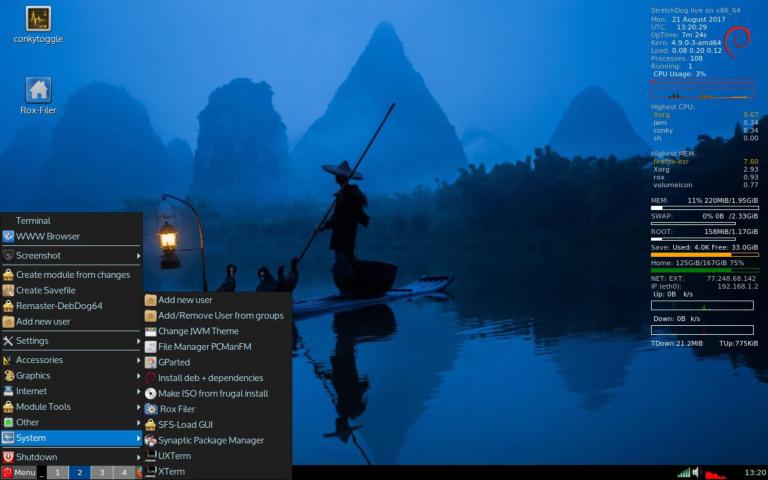 conkytoggle
Rox-Filer
StretchDog live on x86_64
Mon. 21 August 2017
UTC. 13:20:29
UpTime: 7m 24s
Kern: 4.9.0-3-amd64
Load: 0.08 0.20 0.12
Processes: 108
Running: 1
CPU Usage: 3%
Highest CPU:
Xorg 0.67
jwm 0.34
conky 0.34
sh 0.00
Highest MEM:
firefox-esr 7.60
Xorg 2.93
rox 0.93
volumeicon 0.77
MEM: 11% 220MiB/1.95GiB
SWAP: 0% 0B /2.33GiB
ROOT: 158MiB/1.17GiB
Save: Used: 4.0K Free: 33.0G
Home: 125GiB/167GiB 75%
NET: EXT: 77.248.68.142
IP (eth0): 192.168.1.2
Up: 0B k/s
Down: 0B k/s
TDown:21.2MiB TUp:775KiB
Terminal
WWW Browser
Screenshot
Create module from changes
Create Savefile
Remaster-DebDog64
Add new user
Settings
Accessories
Graphics
Internet
Module Tools
Other
System
Shutdown
Add new user
Add/Remove User from groups
Change JWM Theme
File Manager PCManFM
GParted
Install deb + dependencies
Make ISO from frugal install
Rox Filer
SFS-Load GUI
Synaptic Package Manager
UXTerm
XTerm
Menu 1 2 3 4 13:20